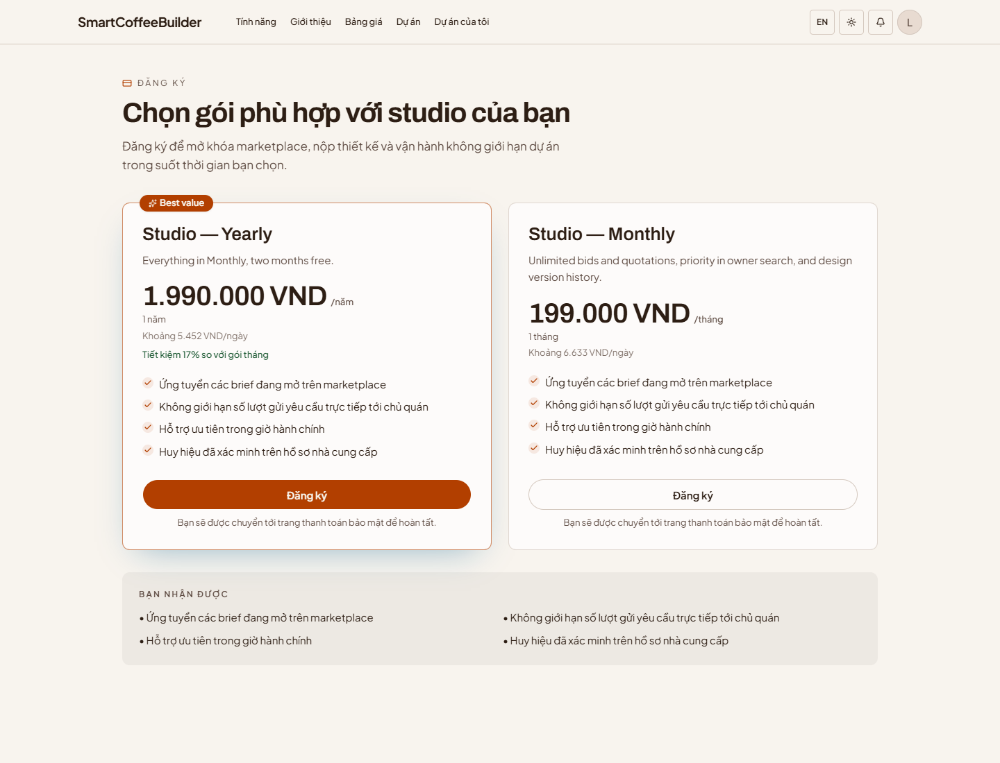 SmartCoffeeBuilder
Tính năng
Giới thiệu
Bảng giá
Dự án
Dự án của tôi
EN
L
ĐĂNG KÝ
Chọn gói phù hợp với studio của bạn
Đăng ký để mở khóa marketplace, nộp thiết kế và vận hành không giới hạn dự án
trong suốt thời gian bạn chọn.
Best value
Studio — Yearly
Everything in Monthly, two months free.
1.990.000 VND /năm
1 năm
Khoảng 5.452 VND/ngày
Tiết kiệm 17% so với gói tháng
Ứng tuyển các brief đang mở trên marketplace
Không giới hạn số lượt gửi yêu cầu trực tiếp tới chủ quán
Hỗ trợ ưu tiên trong giờ hành chính
Huy hiệu đã xác minh trên hồ sơ nhà cung cấp
Đăng ký
Bạn sẽ được chuyển tới trang thanh toán bảo mật để hoàn tất.
Studio — Monthly
Unlimited bids and quotations, priority in owner search, and design
version history.
199.000 VND /tháng
1 tháng
Khoảng 6.633 VND/ngày
Ứng tuyển các brief đang mở trên marketplace
Không giới hạn số lượt gửi yêu cầu trực tiếp tới chủ quán
Hỗ trợ ưu tiên trong giờ hành chính
Huy hiệu đã xác minh trên hồ sơ nhà cung cấp
Đăng ký
Bạn sẽ được chuyển tới trang thanh toán bảo mật để hoàn tất.
BẠN NHẬN ĐƯỢC
• Ứng tuyển các brief đang mở trên marketplace
• Không giới hạn số lượt gửi yêu cầu trực tiếp tới chủ quán
• Hỗ trợ ưu tiên trong giờ hành chính
• Huy hiệu đã xác minh trên hồ sơ nhà cung cấp